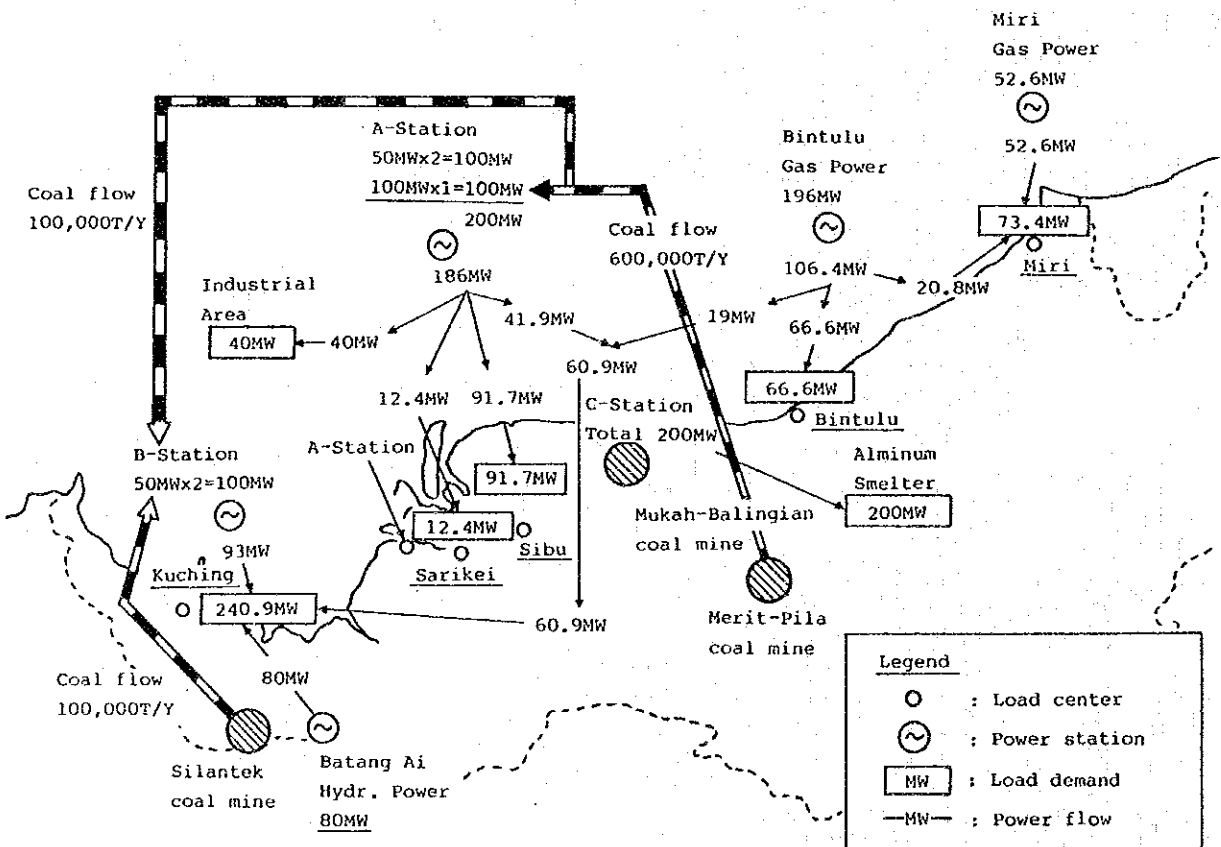 Miri
Gas Power
52.6MW
52.6MW
73.4MW
Miri
A-Station
50MWx2=100MW
100MWx1=100MW
200MW
186MW
Bintulu
Gas Power
196MW
106.4MW
20.8MW
19MW
66.6MW
66.6MW
Bintulu
Coal flow
100,000T/Y
Coal flow
600,000T/Y
Industrial
Area
40MW
40MW
41.9MW
60.9MW
12.4MW
91.7MW
C-Station
Total 200MW
A-Station
91.7MW
12.4MW
Sibu
Sarikei
Alminum
Smelter
200MW
Mukah-Balingian
coal mine
Merit-Pila
coal mine
B-Station
50MWx2=100MW
93MW
Kuching
240.9MW
60.9MW
80MW
Coal flow
100,000T/Y
Silantek
coal mine
Batang Ai
Hydr. Power
80MW
Legend
: Load center
: Power station
MW : Load demand
MW : Power flow